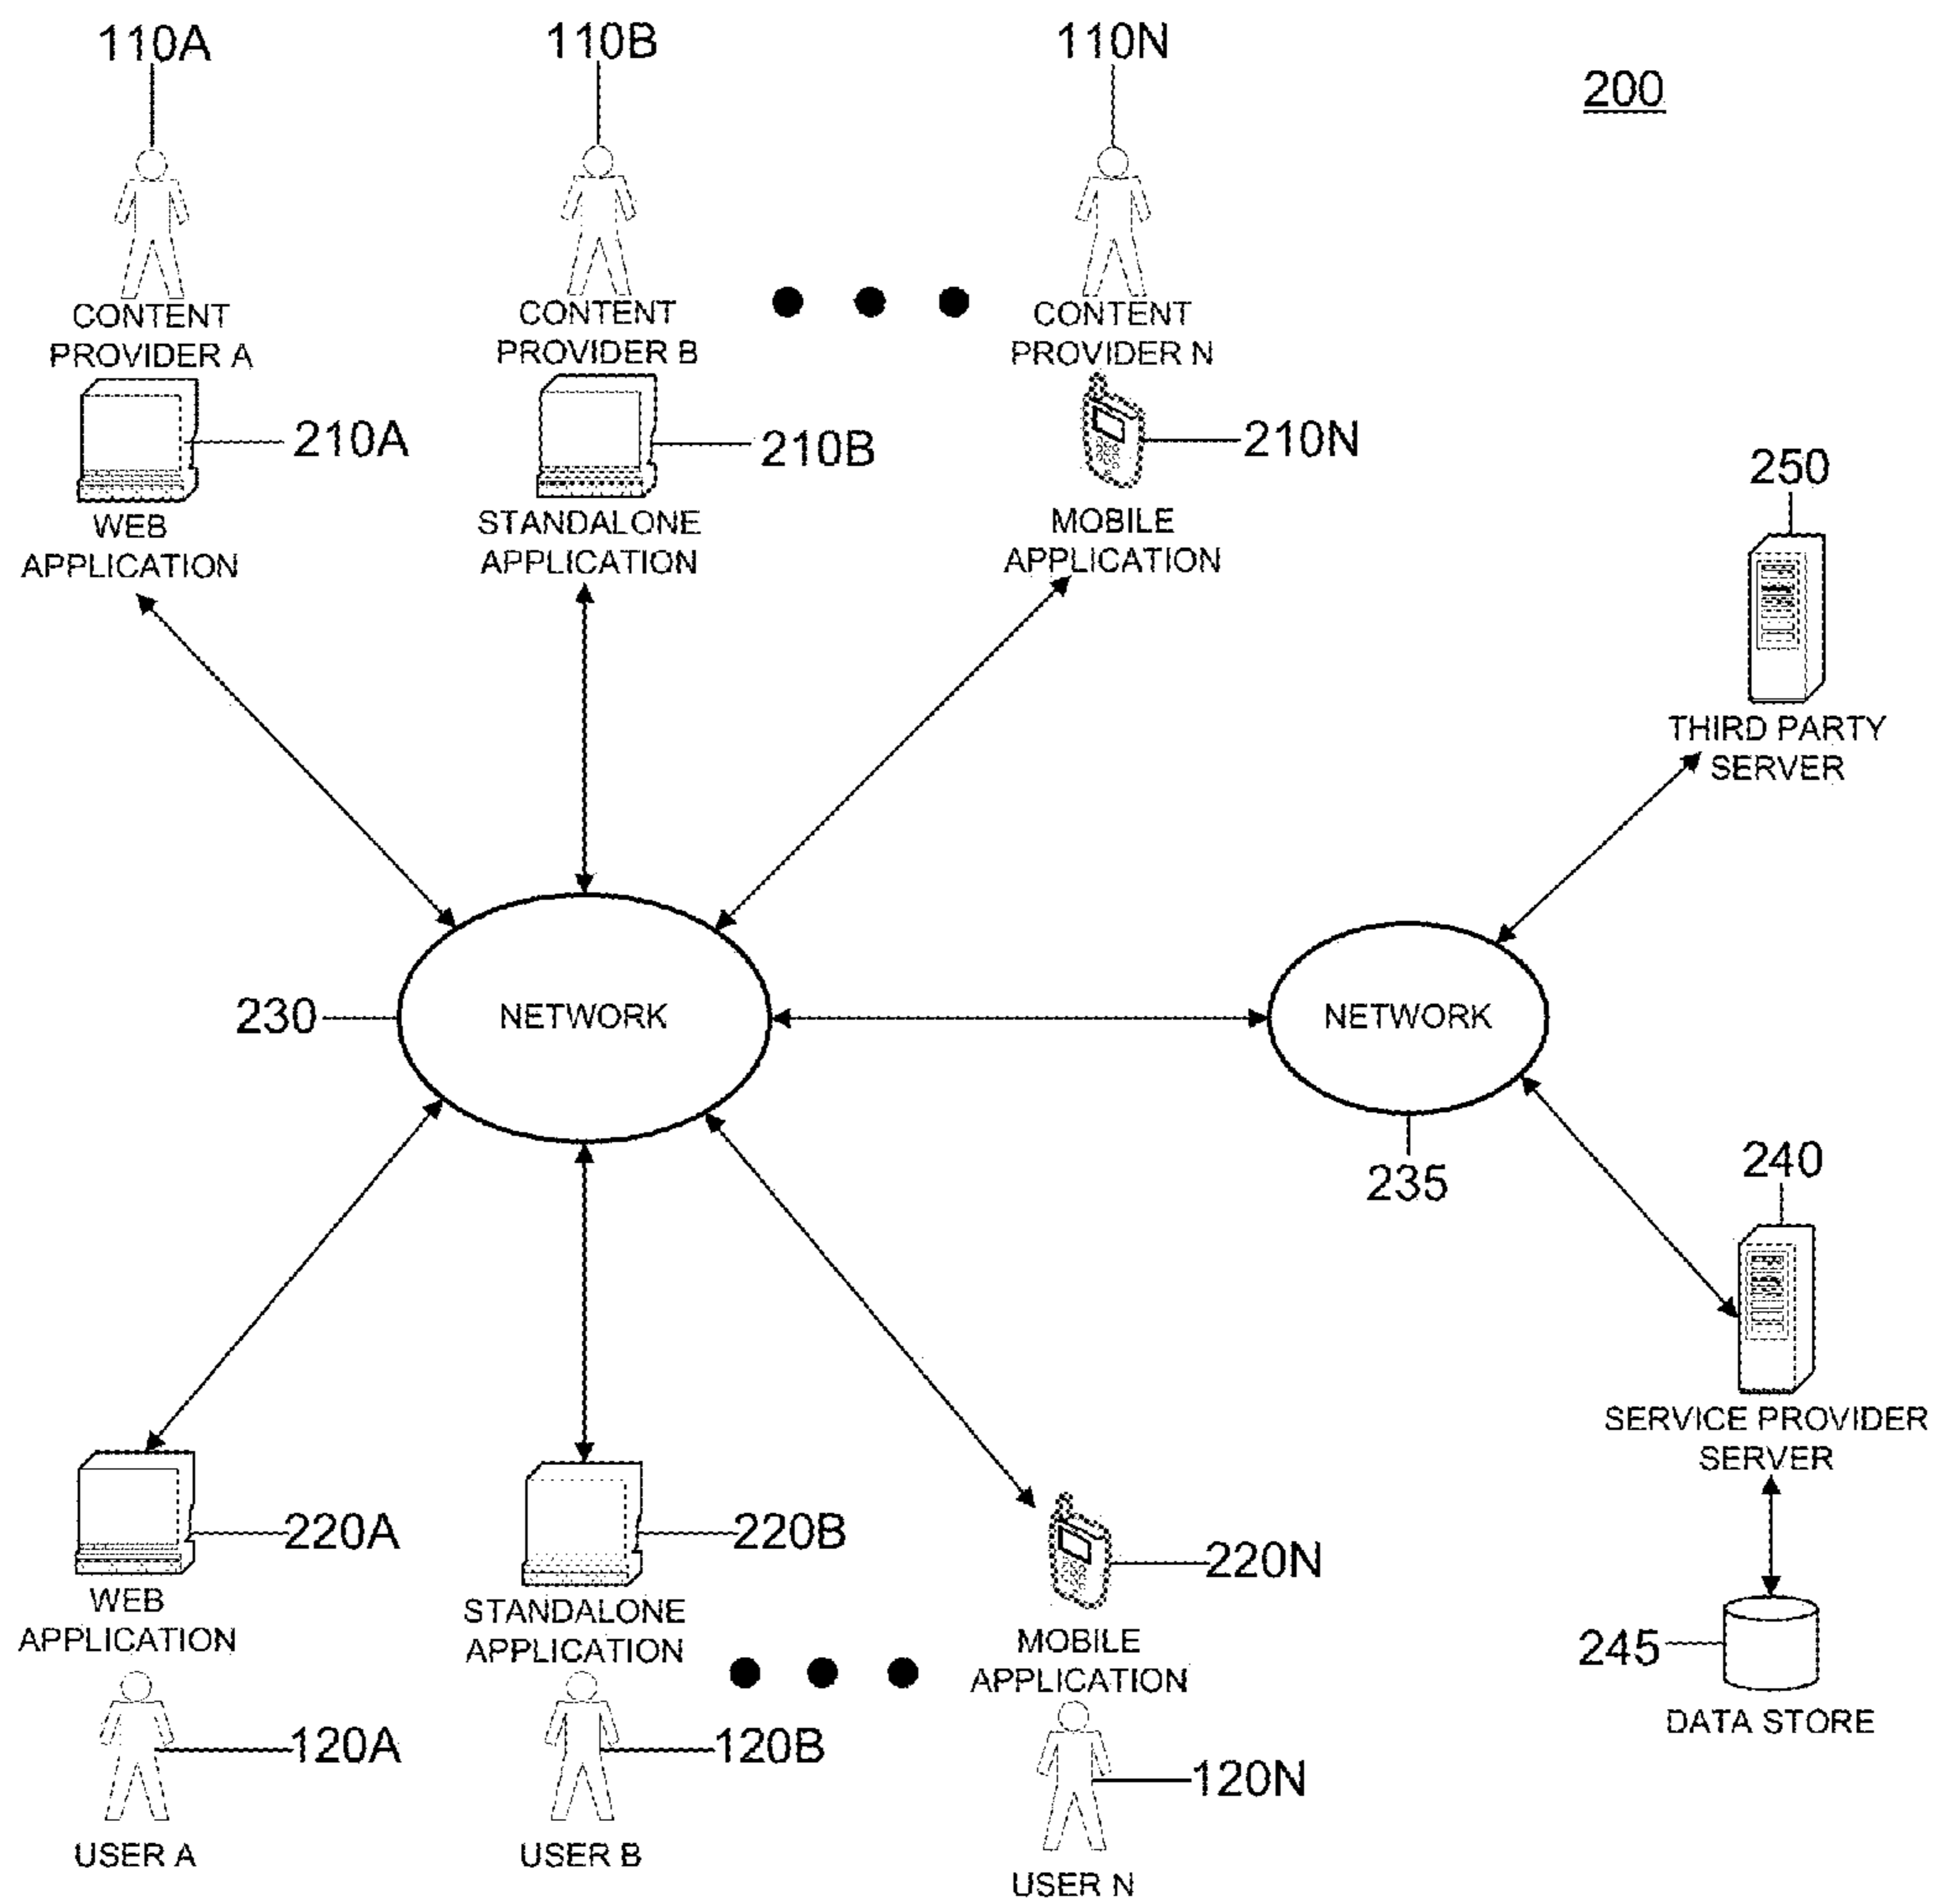 110A
110B
110N
200
CONTENT
PROVIDER A
CONTENT
PROVIDER B
CONTENT
PROVIDER N
210A
210B
210N
WEB
APPLICATION
STANDALONE
APPLICATION
MOBILE
APPLICATION
250
THIRD PARTY
SERVER
230
NETWORK
NETWORK
235
240
SERVICE PROVIDER
SERVER
220A
220B
220N
WEB
APPLICATION
STANDALONE
APPLICATION
MOBILE
APPLICATION
245
DATA STORE
120A
120B
120N
USER A
USER B
USER N